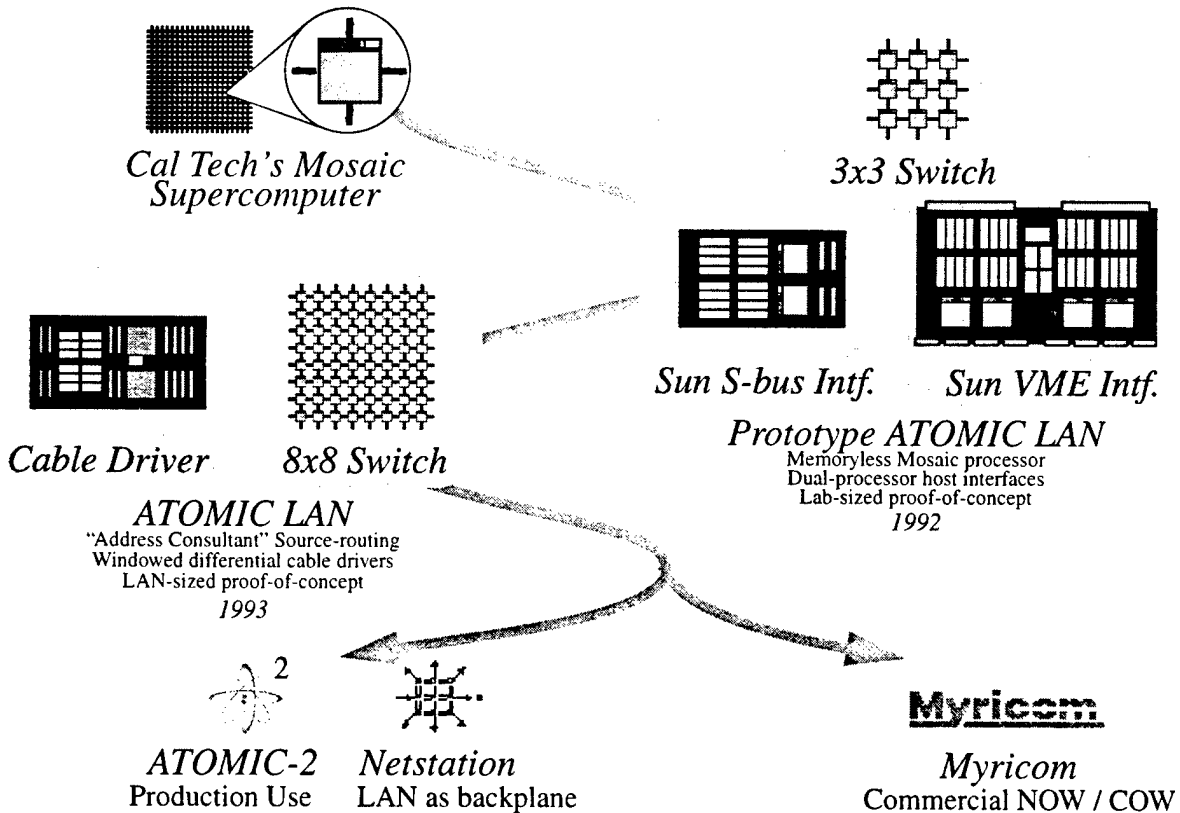 Cal Tech's Mosaic
Supercomputer
3x3 Switch
Sun S-bus Intf.
Sun VME Intf.
Prototype ATOMIC LAN
Memoryless Mosaic processor
Dual-processor host interfaces
Lab-sized proof-of-concept
1992
Cable Driver
8x8 Switch
ATOMIC LAN
"Address Consultant" Source-routing
Windowed differential cable drivers
LAN-sized proof-of-concept
1993
2
ATOMIC-2
Production Use
Netstation
LAN as backplane
Myricom
Myricom
Commercial NOW / COW